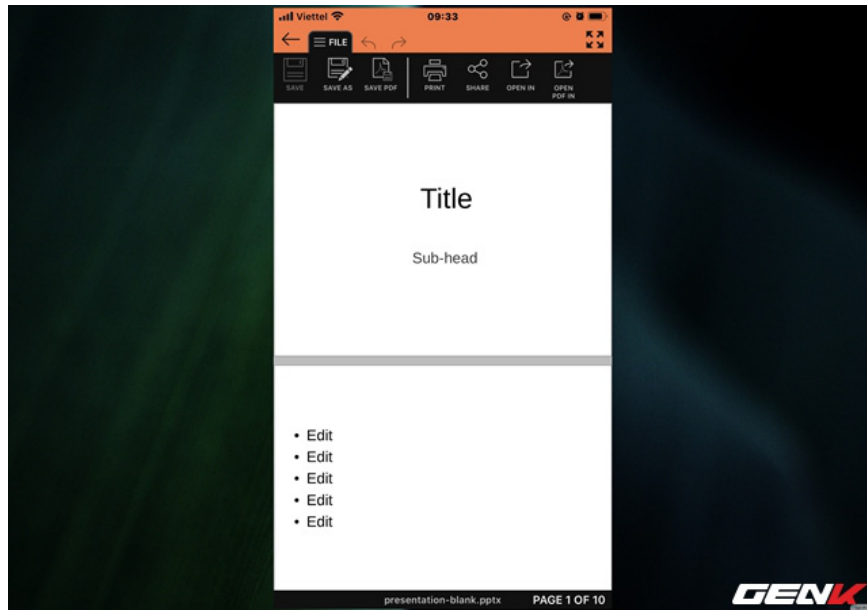 Viettel 09:33
FILE
SAVE SAVE AS SAVE PDF PRINT SHARE OPEN IN OPEN PDF IN
Title
Sub-head
• Edit
• Edit
• Edit
• Edit
• Edit
presentation-blank.pptx PAGE 1 OF 10
GENK